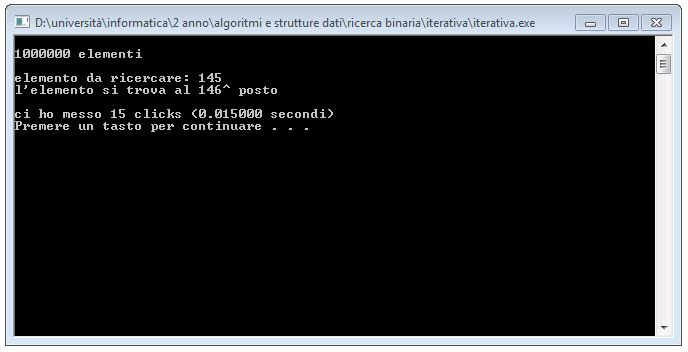 D:\università\informatica\2 anno\algoritmi e strutture dati\ricerca binaria\iterativa\iterativa.exe
1000000 elementi
elemento da ricercare: 145
l'elemento si trova al 146^ posto
ci ho messo 15 clicks (0.015000 secondi)
Premere un tasto per continuare . . .